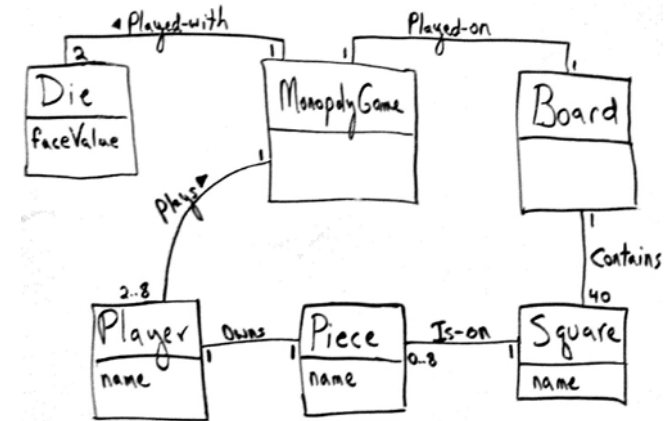 ◄ Played-with
Played-on
2
1
1
1
Die
faceValue
MonopolyGame
Board
1
Plays ►
1
Contains
2..8
40
Player
name
Owns
1
1
Piece
name
Is-on
0..8
1
Square
name